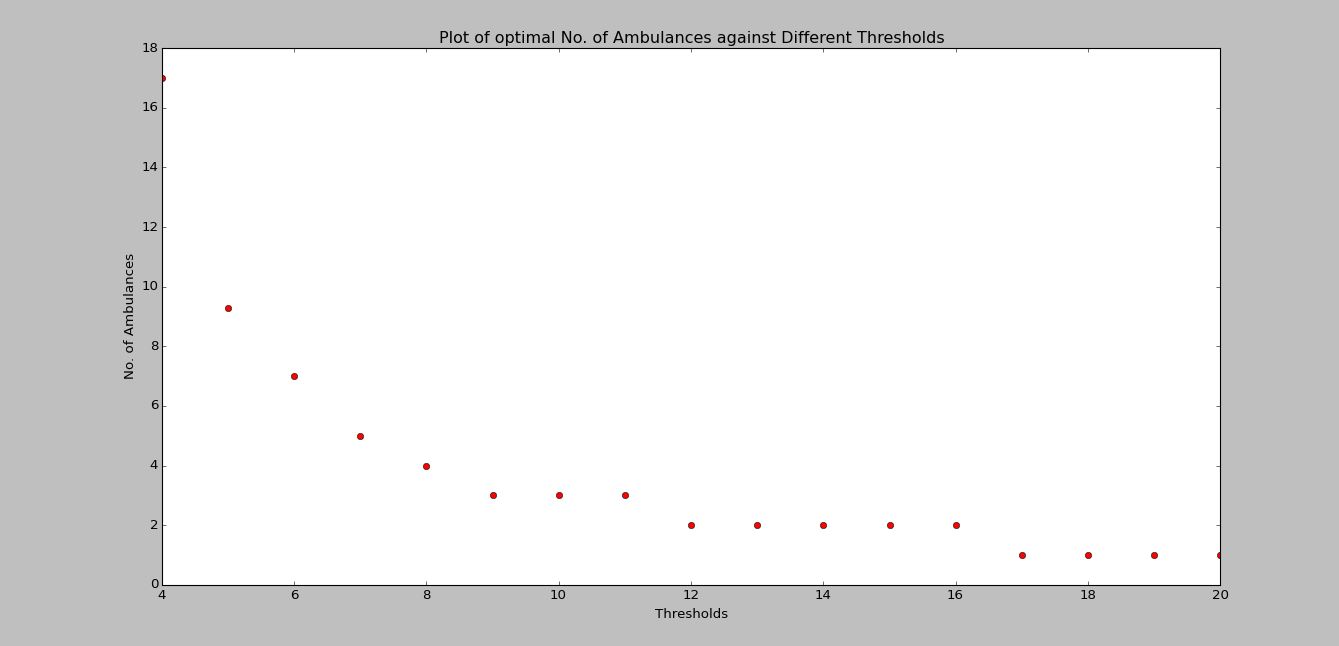 Plot of optimal No. of Ambulances against Different Thresholds
18
16
14
12
10
8
6
4
2
0
No. of Ambulances
4 6 8 10 12 14 16 18 20
Thresholds